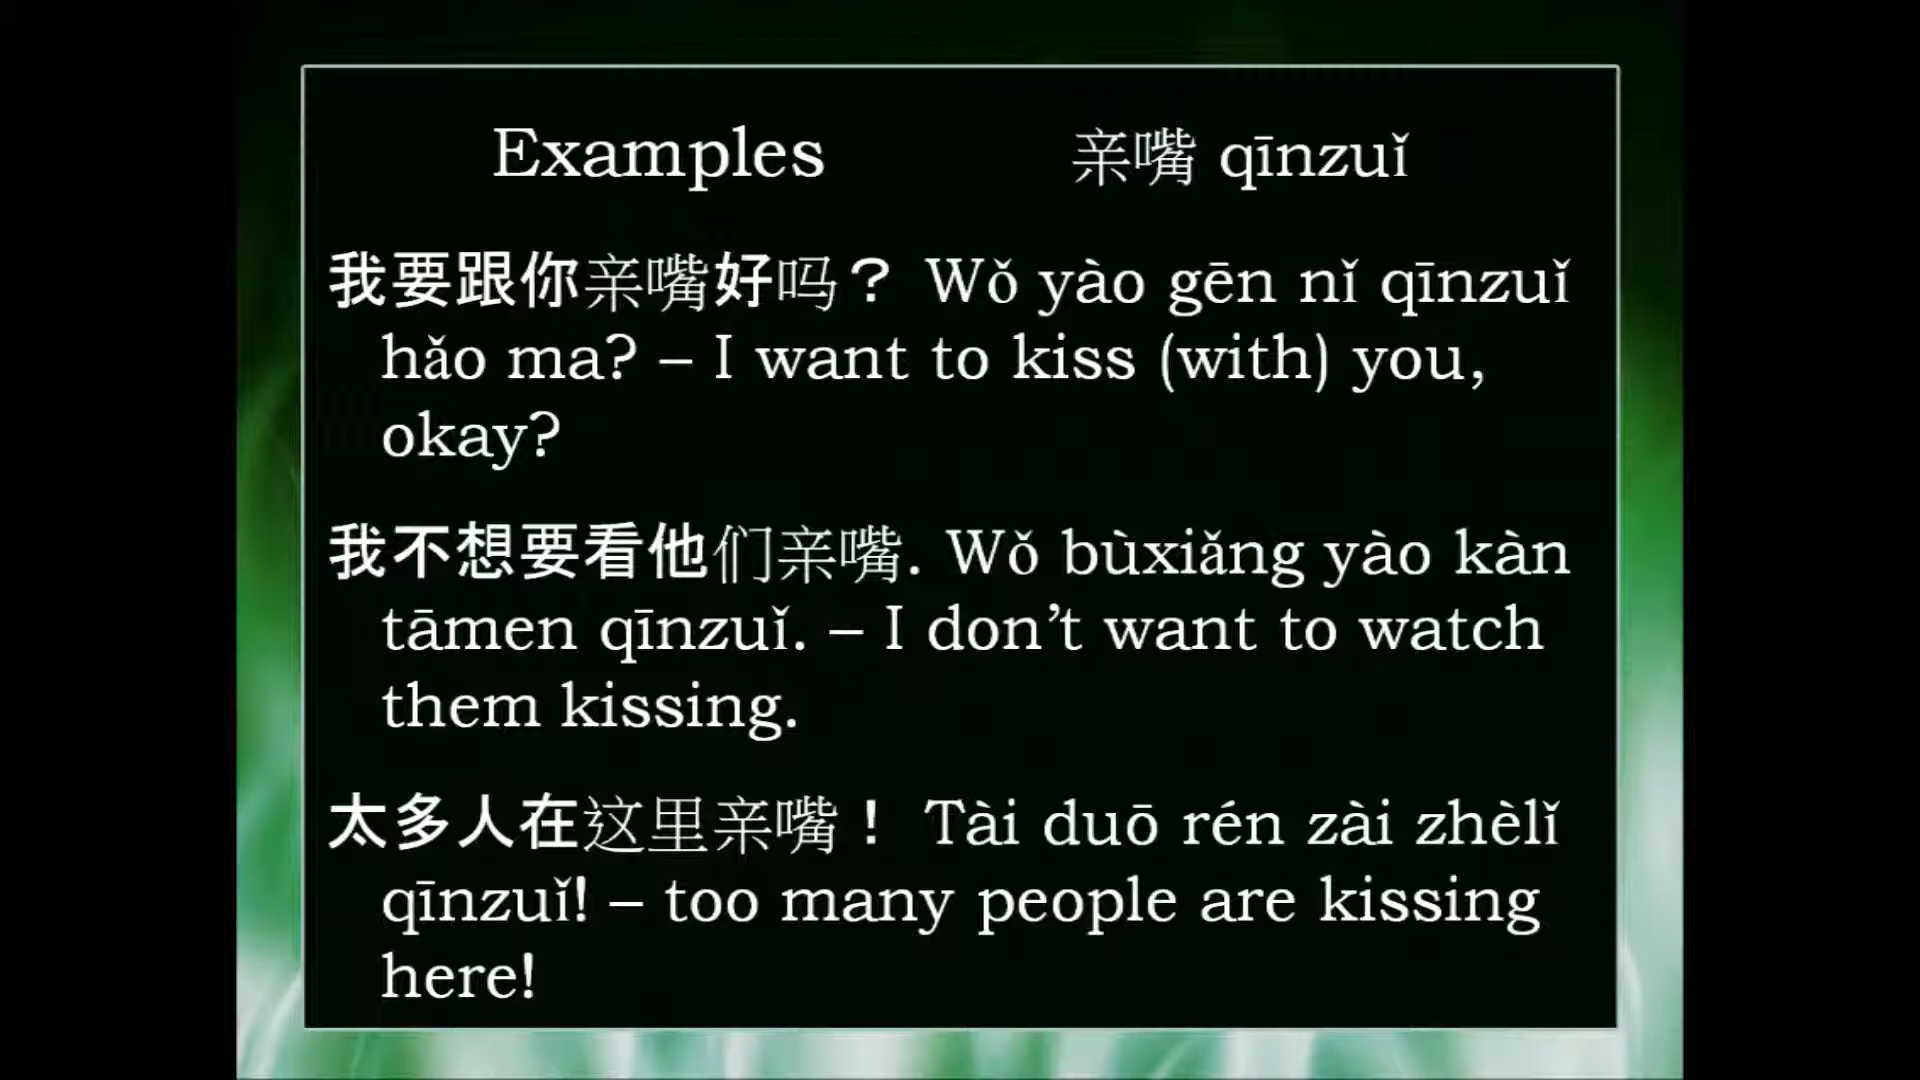 Examples 亲嘴 qīnzuǐ
我要跟你亲嘴好吗？ Wǒ yào gēn nǐ qīnzuǐ
hǎo ma? – I want to kiss (with) you,
okay?
我不想要看他们亲嘴. Wǒ bùxiǎng yào kàn
tāmen qīnzuǐ. – I don’t want to watch
them kissing.
太多人在这里亲嘴！ Tài duō rén zài zhèlǐ
qīnzuǐ! – too many people are kissing
here!